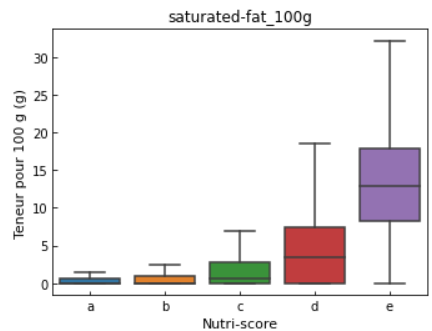 saturated-fat_100g
Teneur pour 100 g (g)
30
25
20
15
10
5
0
a b c d e
Nutri-score